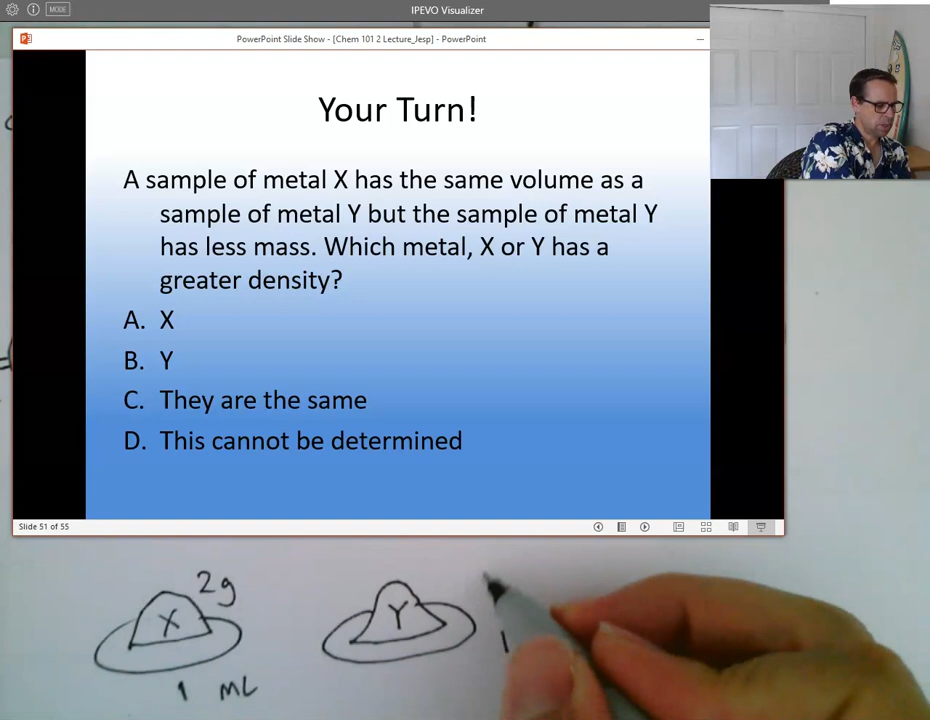 MODE
IPEVO Visualizer
PowerPoint Slide Show - [Chem 101 2 Lecture_Jesp] - PowerPoint
Your Turn!
A sample of metal X has the same volume as a
sample of metal Y but the sample of metal Y
has less mass. Which metal, X or Y has a
greater density?
A. X
B. Y
C. They are the same
D. This cannot be determined
Slide 51 of 55
2g
X
Y
1 mL